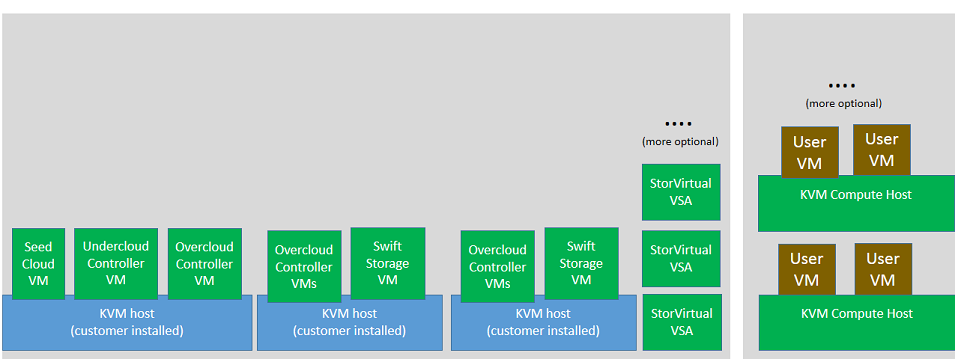 Seed
Cloud
VM
Undercloud
Controller
VM
Overcloud
Controller
VM
KVM host
(customer installed)
Overcloud
Controller
VMs
Swift
Storage
VM
KVM host
(customer installed)
Overcloud
Controller
VMs
Swift
Storage
VM
KVM host
(customer installed)
....
(more optional)
StorVirtual
VSA
StorVirtual
VSA
StorVirtual
VSA
....
(more optional)
User
VM
User
VM
KVM Compute Host
User
VM
User
VM
KVM Compute Host